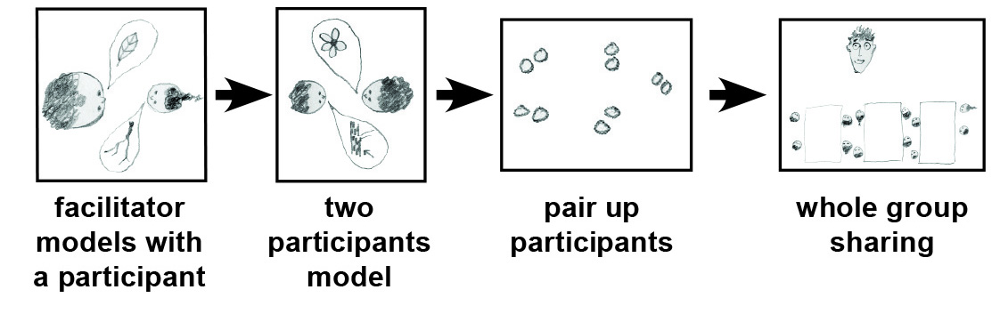 facilitator
models with
a participant
two
participants
model
pair up
participants
whole group
sharing